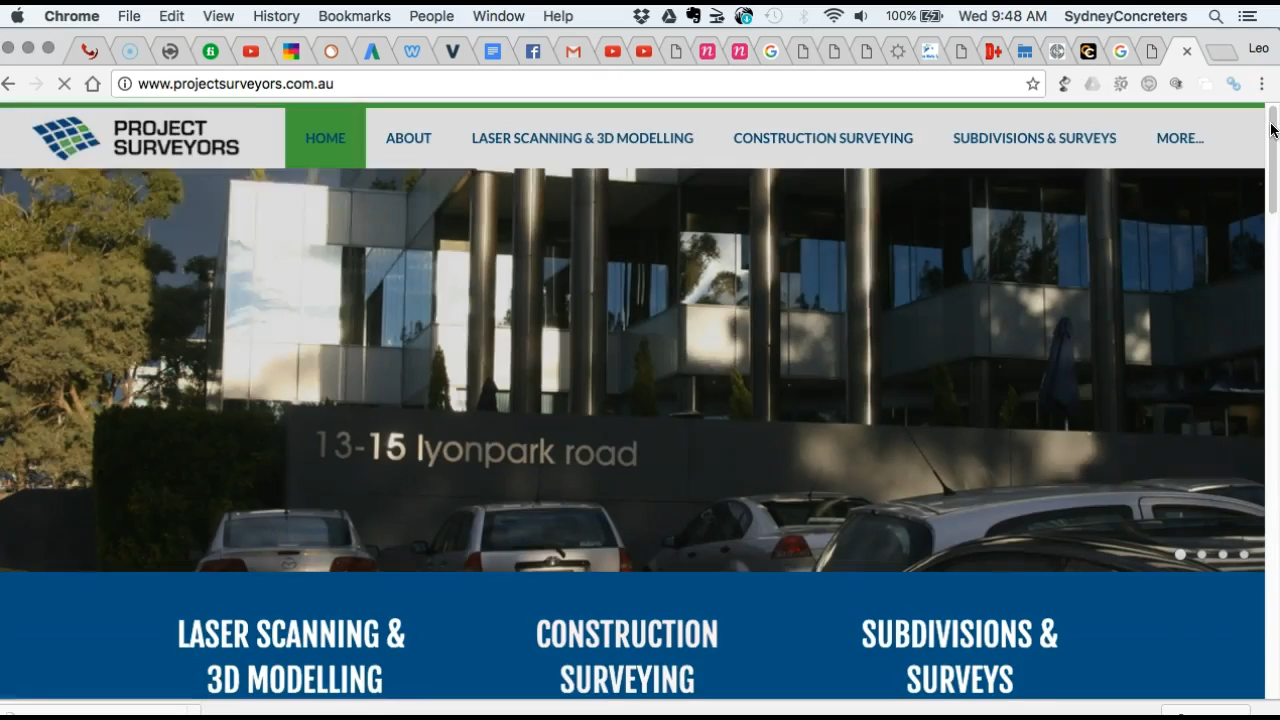 Chrome File Edit View History Bookmarks People Window Help 100% Wed 9:48 AM SydneyConcreters
Leo
www.projectsurveyors.com.au
PROJECT
SURVEYORS
HOME ABOUT LASER SCANNING & 3D MODELLING CONSTRUCTION SURVEYING SUBDIVISIONS & SURVEYS MORE...
13-15 lyonpark road
LASER SCANNING &
3D MODELLING
CONSTRUCTION
SURVEYING
SUBDIVISIONS &
SURVEYS